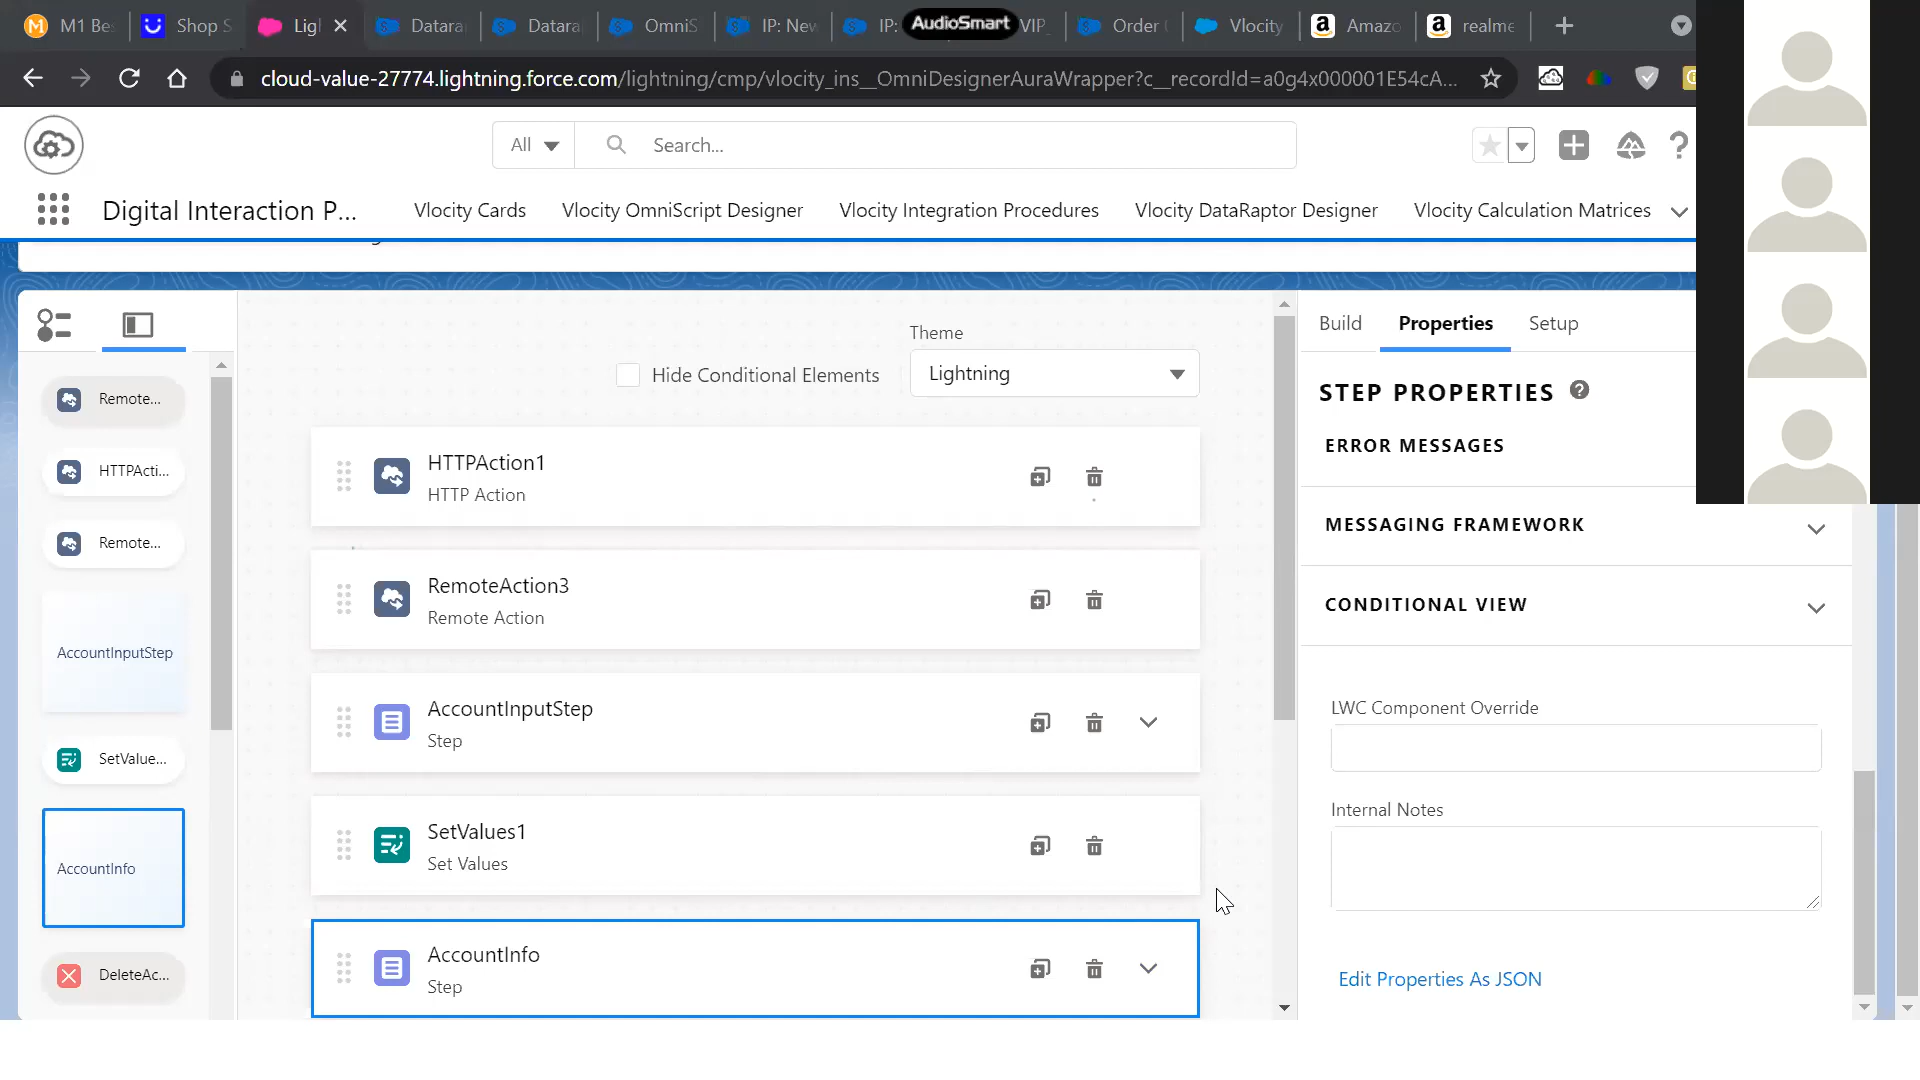 M1 Bes
Shop S
Ligl
Datara
Datara
OmniS
IP: New
IP:
AudioSmart
VIP_
Order
Vlocity
Amazo
realme
cloud-value-27774.lightning.force.com/lightning/cmp/vlocity_ins__OmniDesignerAuraWrapper?c__recordId=a0g4x000001E54cA...
All
Search...
Digital Interaction P...
Vlocity Cards
Vlocity OmniScript Designer
Vlocity Integration Procedures
Vlocity DataRaptor Designer
Vlocity Calculation Matrices
Remote...
HTTPActi...
Remote...
AccountInputStep
SetValue...
AccountInfo
DeleteAc...
Theme
Hide Conditional Elements
Lightning
HTTPAction1
HTTP Action
RemoteAction3
Remote Action
AccountInputStep
Step
SetValues1
Set Values
AccountInfo
Step
Build
Properties
Setup
STEP PROPERTIES
ERROR MESSAGES
MESSAGING FRAMEWORK
CONDITIONAL VIEW
LWC Component Override
Internal Notes
Edit Properties As JSON